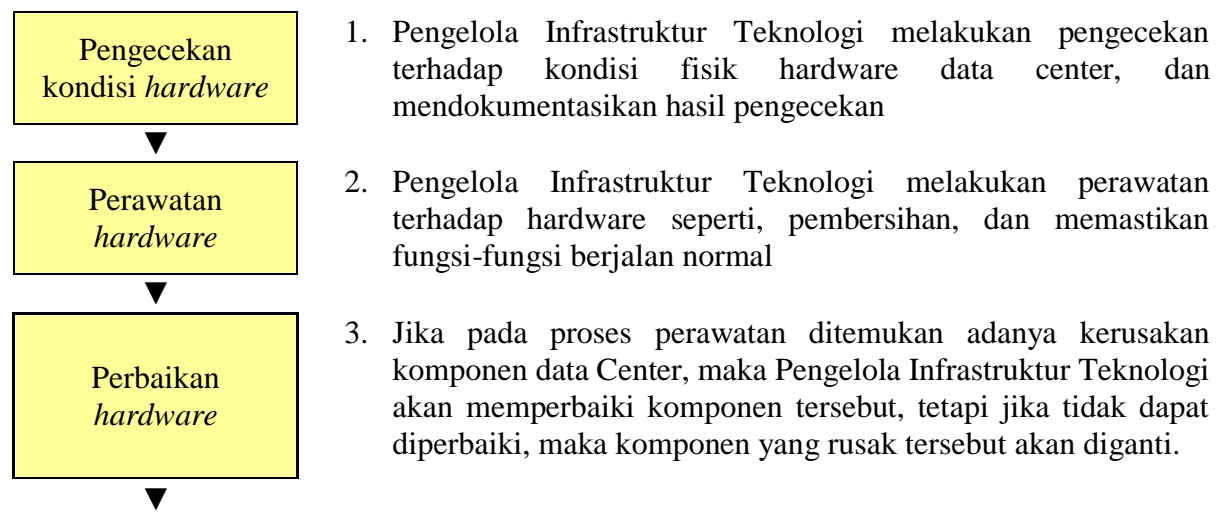 Pengecekan
kondisi hardware
1. Pengelola Infrastruktur Teknologi melakukan pengecekan
terhadap kondisi fisik hardware data center, dan
mendokumentasikan hasil pengecekan
▼
Perawatan
hardware
2. Pengelola Infrastruktur Teknologi melakukan perawatan
terhadap hardware seperti, pembersihan, dan memastikan
fungsi-fungsi berjalan normal
▼
Perbaikan
hardware
3. Jika pada proses perawatan ditemukan adanya kerusakan
komponen data Center, maka Pengelola Infrastruktur Teknologi
akan memperbaiki komponen tersebut, tetapi jika tidak dapat
diperbaiki, maka komponen yang rusak tersebut akan diganti.
▼